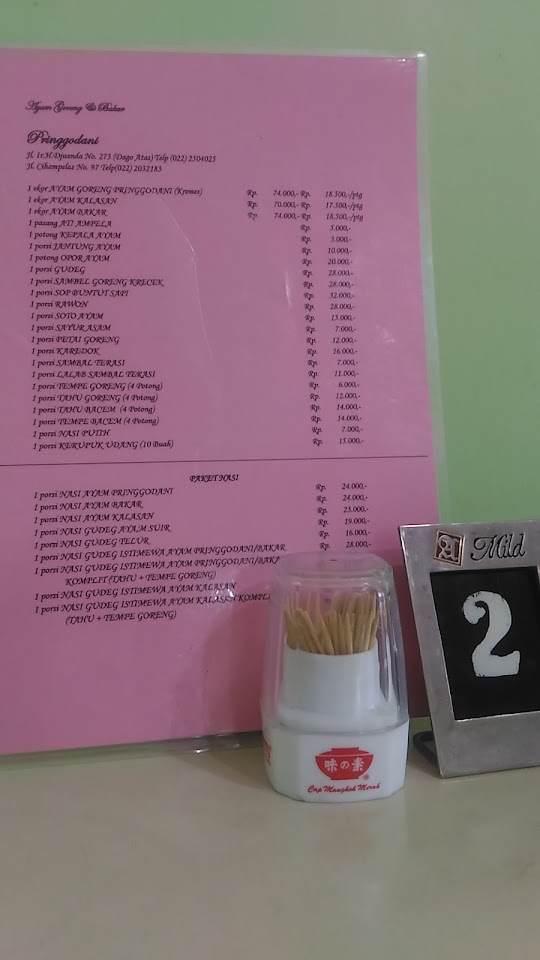 Ayam Goreng & Bakar
Pringgodani
Jl. Ir.H.Djuanda No. 275 (Dago Atas) Telp (022) 2504025
Jl. Cihampelas No. 97 Telp(022) 2032183
1 ekor AYAM GORENG PRINGGODANI (Kremes) Rp. 74.000,- Rp. 18.500,-/ptg
1 ekor AYAM KALASAN Rp. 70.000,- Rp. 17.500,-/ptg
1 ekor AYAM BAKAR Rp. 74.000,- Rp. 18.500,-/ptg
1 pasang ATI AMPELA Rp. 5.000,-
1 potong KEPALA AYAM Rp. 3.000,-
1 porsi JANTUNG AYAM Rp. 10.000,-
1 potong OPOR AYAM Rp. 20.000,-
1 porsi GUDEG Rp. 28.000,-
1 porsi SAMBEL GORENG KRECEK Rp. 28.000,-
1 porsi SOP BUNTUT SAPI Rp. 32.000,-
1 porsi RAWON Rp. 28.000,-
1 porsi SOTO AYAM Rp. 15.000,-
1 porsi SAYUR ASAM Rp. 7.000,-
1 porsi PETAI GORENG Rp. 12.000,-
1 porsi KAREDOK Rp. 16.000,-
1 porsi SAMBAL TERASI Rp. 7.000,-
1 porsi LALAB SAMBAL TERASI Rp. 11.000,-
1 porsi TEMPE GORENG (4 Potong) Rp. 6.000,-
1 porsi TAHU GORENG (4 Potong) Rp. 12.000,-
1 porsi TAHU BACEM (4 Potong) Rp. 14.000,-
1 porsi TEMPE BACEM (4 Potong) Rp. 14.000,-
1 porsi NASI PUTIH Rp. 7.000,-
1 porsi KERUPUK UDANG (10 Buah) Rp. 15.000,-
PAKET NASI
1 porsi NASI AYAM PRINGGODANI Rp. 24.000,-
1 porsi NASI AYAM BAKAR Rp. 24.000,-
1 porsi NASI AYAM KALASAN Rp. 23.000,-
1 porsi NASI GUDEG AYAM SUIR Rp. 19.000,-
1 porsi NASI GUDEG TELUR Rp. 16.000,-
1 porsi NASI GUDEG ISTIMEWA AYAM PRINGGODANI/BAKAR Rp. 28.000,-
1 porsi NASI GUDEG ISTIMEWA AYAM PRINGGODANI/BAKA
KOMPLIT (TAHU + TEMPE GORENG)
1 porsi NASI GUDEG ISTIMEWA AYAM KALASAN
1 porsi NASI GUDEG ISTIMEWA AYAM KALASAN KOMPL
(TAHU + TEMPE GORENG)
A Mild
2
味の素
®
Cap Mangkok Merah